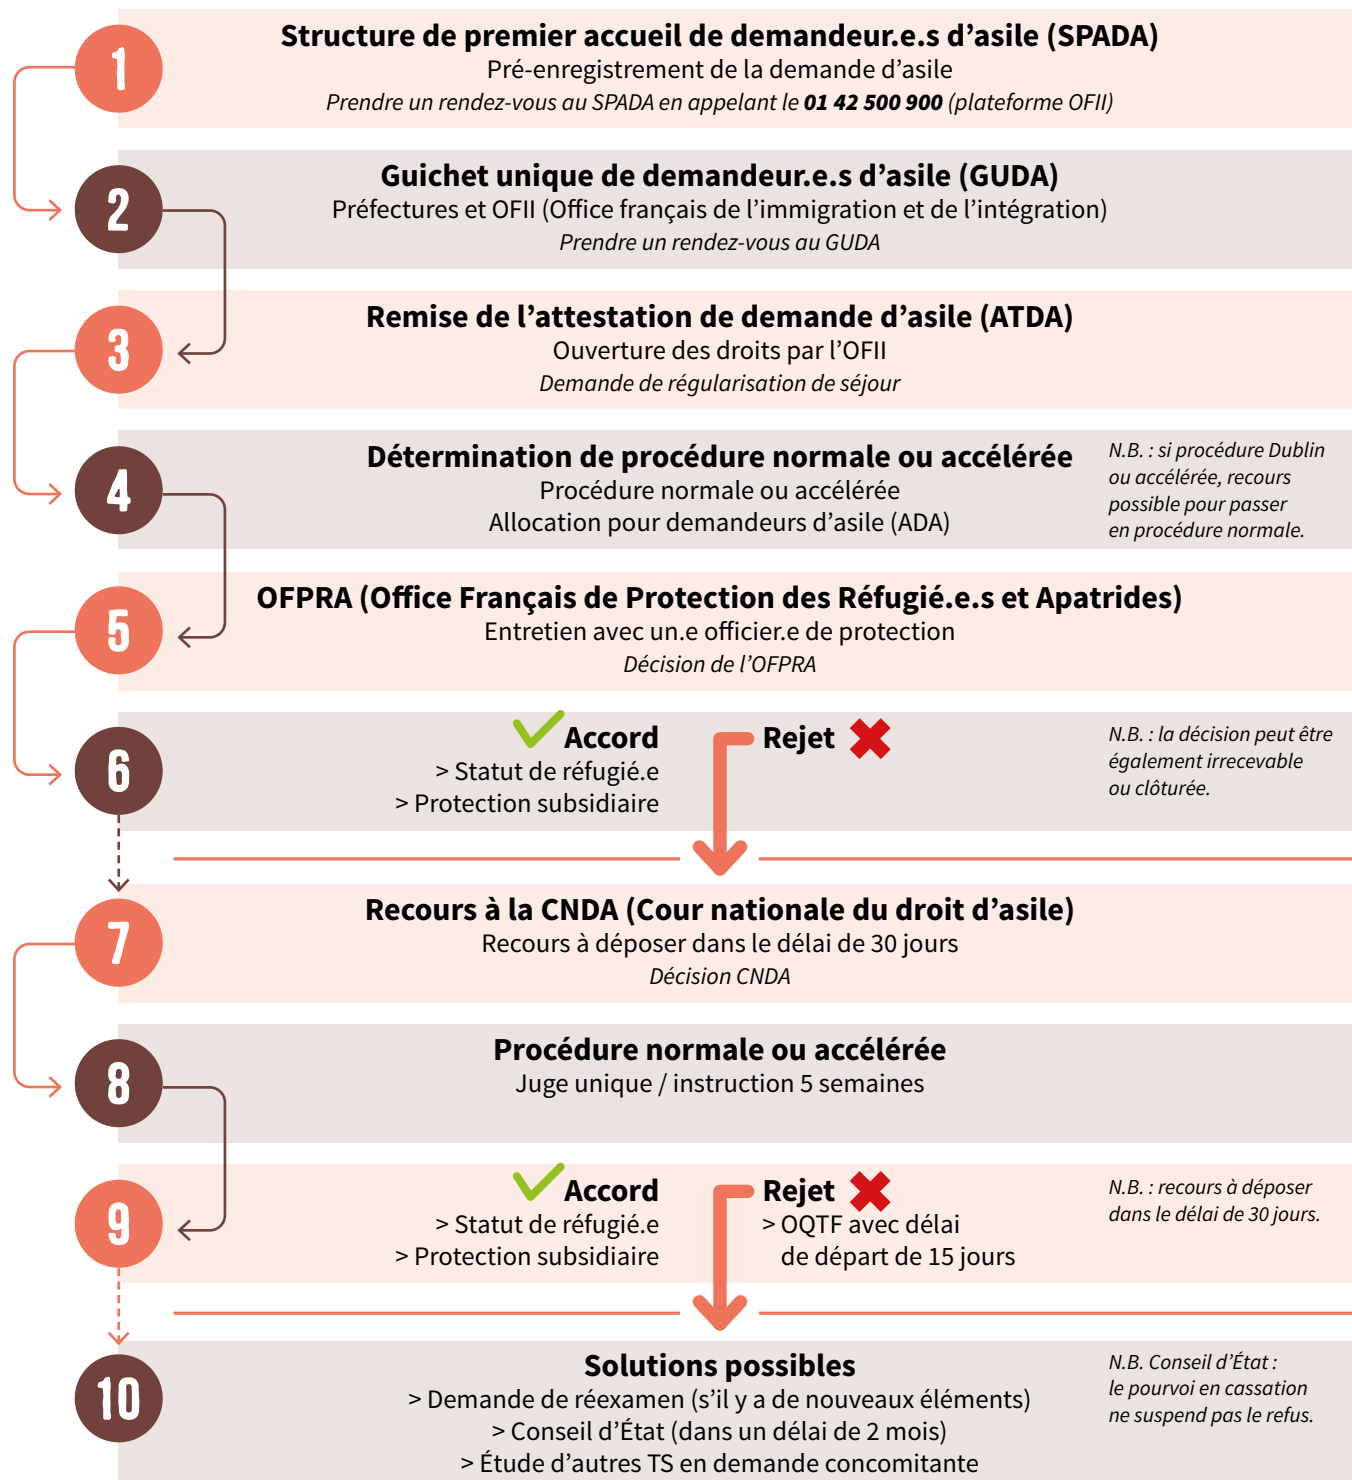 1
Structure de premier accueil de demandeur.e.s d'asile (SPADA)
Pré-enregistrement de la demande d'asile
Prendre un rendez-vous au SPADA en appelant le 01 42 500 900 (plateforme OFII)
2
Guichet unique de demandeur.e.s d'asile (GUDA)
Préfectures et OFII (Office français de l'immigration et de l'intégration)
Prendre un rendez-vous au GUDA
3
Remise de l'attestation de demande d'asile (ATDA)
Ouverture des droits par l'OFII
Demande de régularisation de séjour
4
Détermination de procédure normale ou accélérée
Procédure normale ou accélérée
Allocation pour demandeurs d'asile (ADA)
N.B. : si procédure Dublin
ou accélérée, recours
possible pour passer
en procédure normale.
5
OFPRA (Office Français de Protection des Réfugié.e.s et Apatrides)
Entretien avec un.e officier.e de protection
Décision de l'OFPRA
6
Accord
> Statut de réfugié.e
> Protection subsidiaire
Rejet
N.B. : la décision peut être
également irrecevable
ou clôturée.
7
Recours à la CNDA (Cour nationale du droit d'asile)
Recours à déposer dans le délai de 30 jours
Décision CNDA
8
Procédure normale ou accélérée
Juge unique / instruction 5 semaines
9
Accord
> Statut de réfugié.e
> Protection subsidiaire
Rejet
> OQTF avec délai
de départ de 15 jours
N.B. : recours à déposer
dans le délai de 30 jours.
10
Solutions possibles
> Demande de réexamen (s'il y a de nouveaux éléments)
> Conseil d'État (dans un délai de 2 mois)
> Étude d'autres TS en demande concomitante
N.B. Conseil d'État :
le pourvoi en cassation
ne suspend pas le refus.